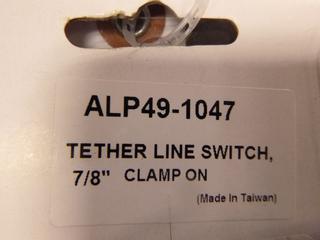 ALP49-1047
TETHER LINE SWITCH,
7/8" CLAMP ON
(Made In Taiwan)